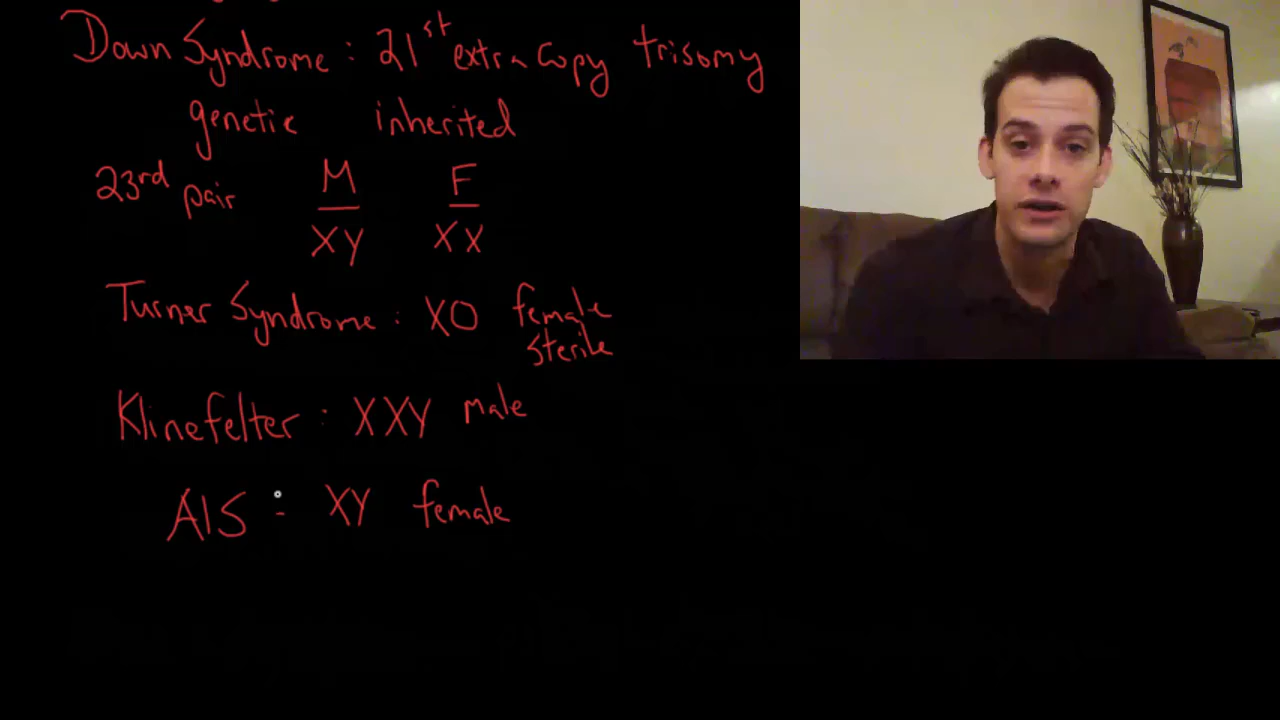 Down Syndrome : 21st extra copy trisomy
genetic inherited
23rd pair M F
XY XX
Turner Syndrome : XO female
sterile
Klinefelter : XXY male
AIS : XY female